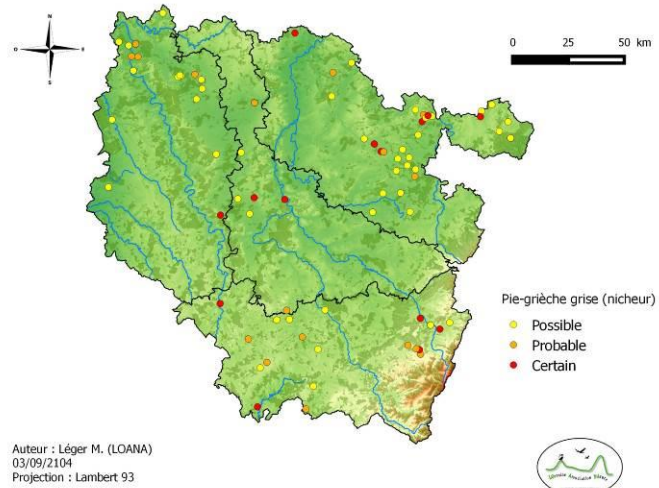 N
O E
S
0 25 50 km
Pie-grièche grise (nicheur)
Possible
Probable
Certain
Auteur : Léger M. (LOANA)
03/09/2104
Projection : Lambert 93